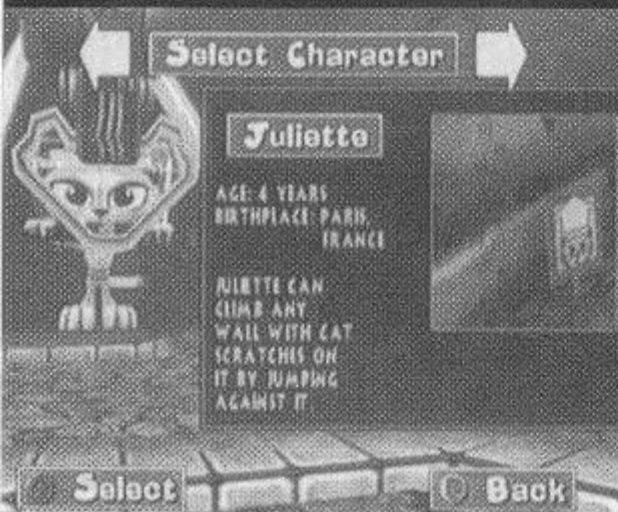 Select Character
Juliette
AGE: 4 YEARS
BIRTHPLACE: PARIS,
FRANCE
JULIETTE CAN
CLIMB ANY
WALL WITH CAT
SCRATCHES ON
IT BY JUMPING
AGAINST IT.
Select
Back